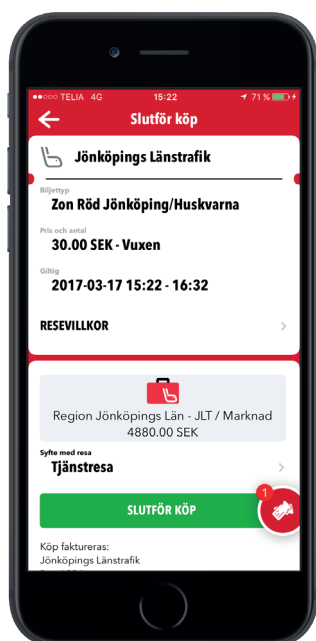 TELIA 4G 15:22 71 %
Slutför köp
Jönköpings Länstrafik
Biljettyp
Zon Röd Jönköping/Huskvarna
Pris och antal
30.00 SEK - Vuxen
Giltig
2017-03-17 15:22 - 16:32
RESEVILLKOR
Region Jönköpings Län - JLT / Marknad
4880.00 SEK
Syfte med resa
Tjänstresa
1
SLUTFÖR KÖP
Köp faktureras:
Jönköpings Länstrafik